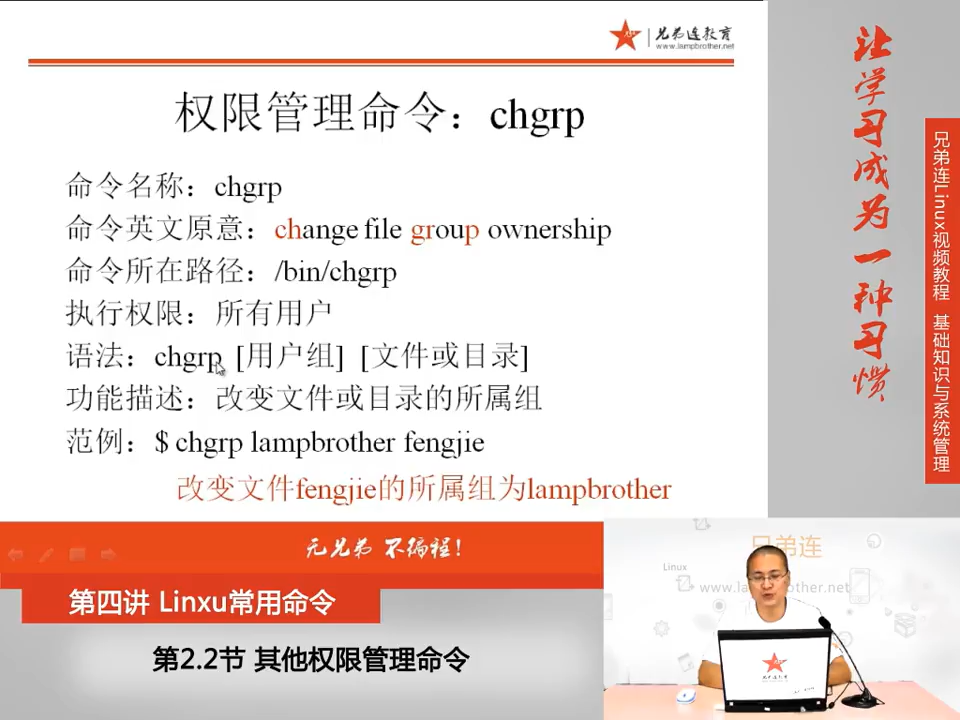 兄弟连教育
www.lampbrother.net
权限管理命令：chgrp
命令名称：chgrp
命令英文原意：change file group ownership
命令所在路径：/bin/chgrp
执行权限：所有用户
语法：chgrp [用户组] [文件或目录]
功能描述：改变文件或目录的所属组
范例：$ chgrp lampbrother fengjie
改变文件fengjie的所属组为lampbrother
让学习成为一种习惯
兄弟连Linux视频教程 基础知识与系统管理
无兄弟 不编程！
第四讲 Linxu常用命令
第2.2节 其他权限管理命令
兄弟连
Linux